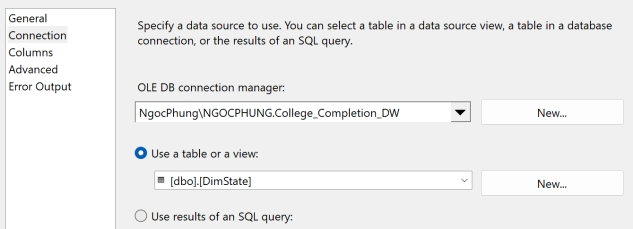 General
Connection
Columns
Advanced
Error Output
Specify a data source to use. You can select a table in a data source view, a table in a database
connection, or the results of an SQL query.
OLE DB connection manager:
NgocPhung\NGOCPHUNG.College_Completion_DW
New...
Use a table or a view:
[dbo].[DimState]
New...
Use results of an SQL query: